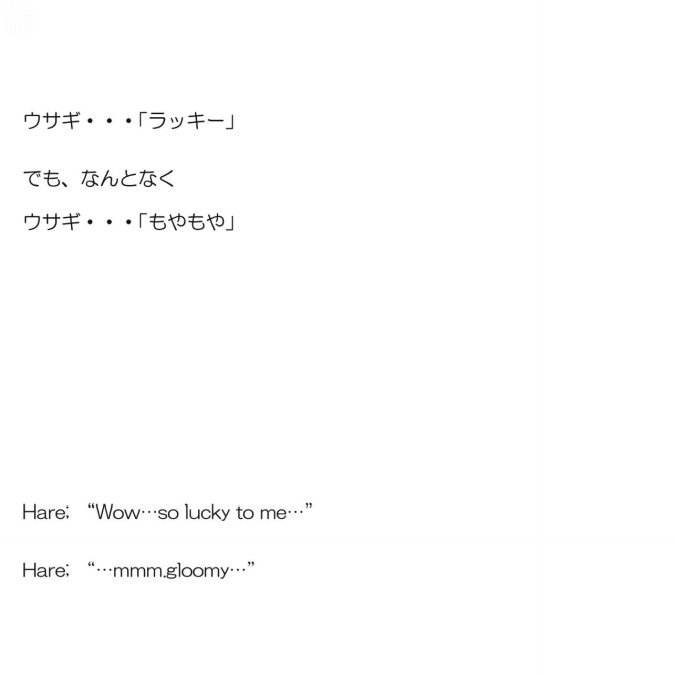 ウサギ・・・「ラッキー」
でも、なんとなく
ウサギ・・・「もやもや」
Hare; “Wow…so lucky to me…”
Hare; “…mmm.gloomy…”